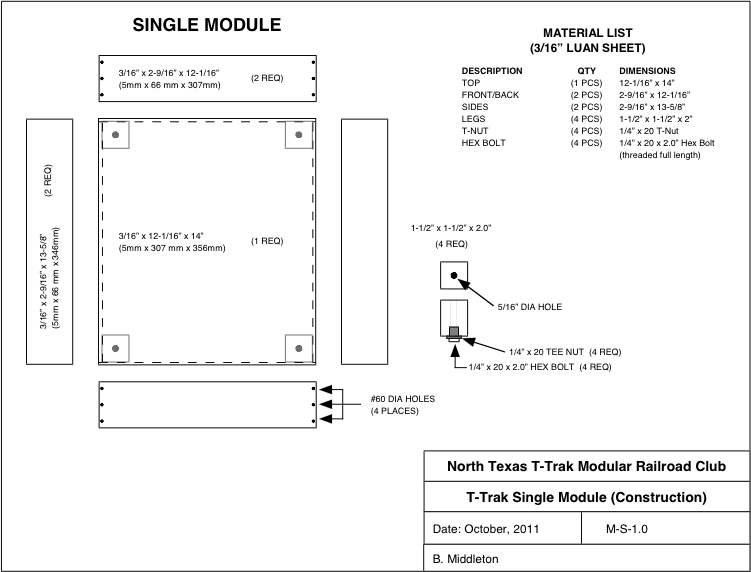 SINGLE MODULE
MATERIAL LIST
(3/16” LUAN SHEET)
DESCRIPTION QTY DIMENSIONS
TOP (1 PCS) 12-1/16” x 14”
FRONT/BACK (2 PCS) 2-9/16” x 12-1/16”
SIDES (2 PCS) 2-9/16” x 13-5/8”
LEGS (4 PCS) 1-1/2” x 1-1/2” x 2”
T-NUT (4 PCS) 1/4” x 20 T-Nut
HEX BOLT (4 PCS) 1/4” x 20 x 2.0” Hex Bolt
(threaded full length)
3/16” x 2-9/16” x 12-1/16” (2 REQ)
(5mm x 66 mm x 307mm)
3/16” x 2-9/16” x 13-5/8” (2 REQ)
(5mm x 66 mm x 346mm)
3/16” x 12-1/16” x 14” (1 REQ)
(5mm x 307 mm x 356mm)
1-1/2” x 1-1/2” x 2.0”
(4 REQ)
5/16” DIA HOLE
1/4” x 20 TEE NUT (4 REQ)
1/4” x 20 x 2.0” HEX BOLT (4 REQ)
#60 DIA HOLES
(4 PLACES)
North Texas T-Trak Modular Railroad Club
T-Trak Single Module (Construction)
Date: October, 2011 M-S-1.0
B. Middleton